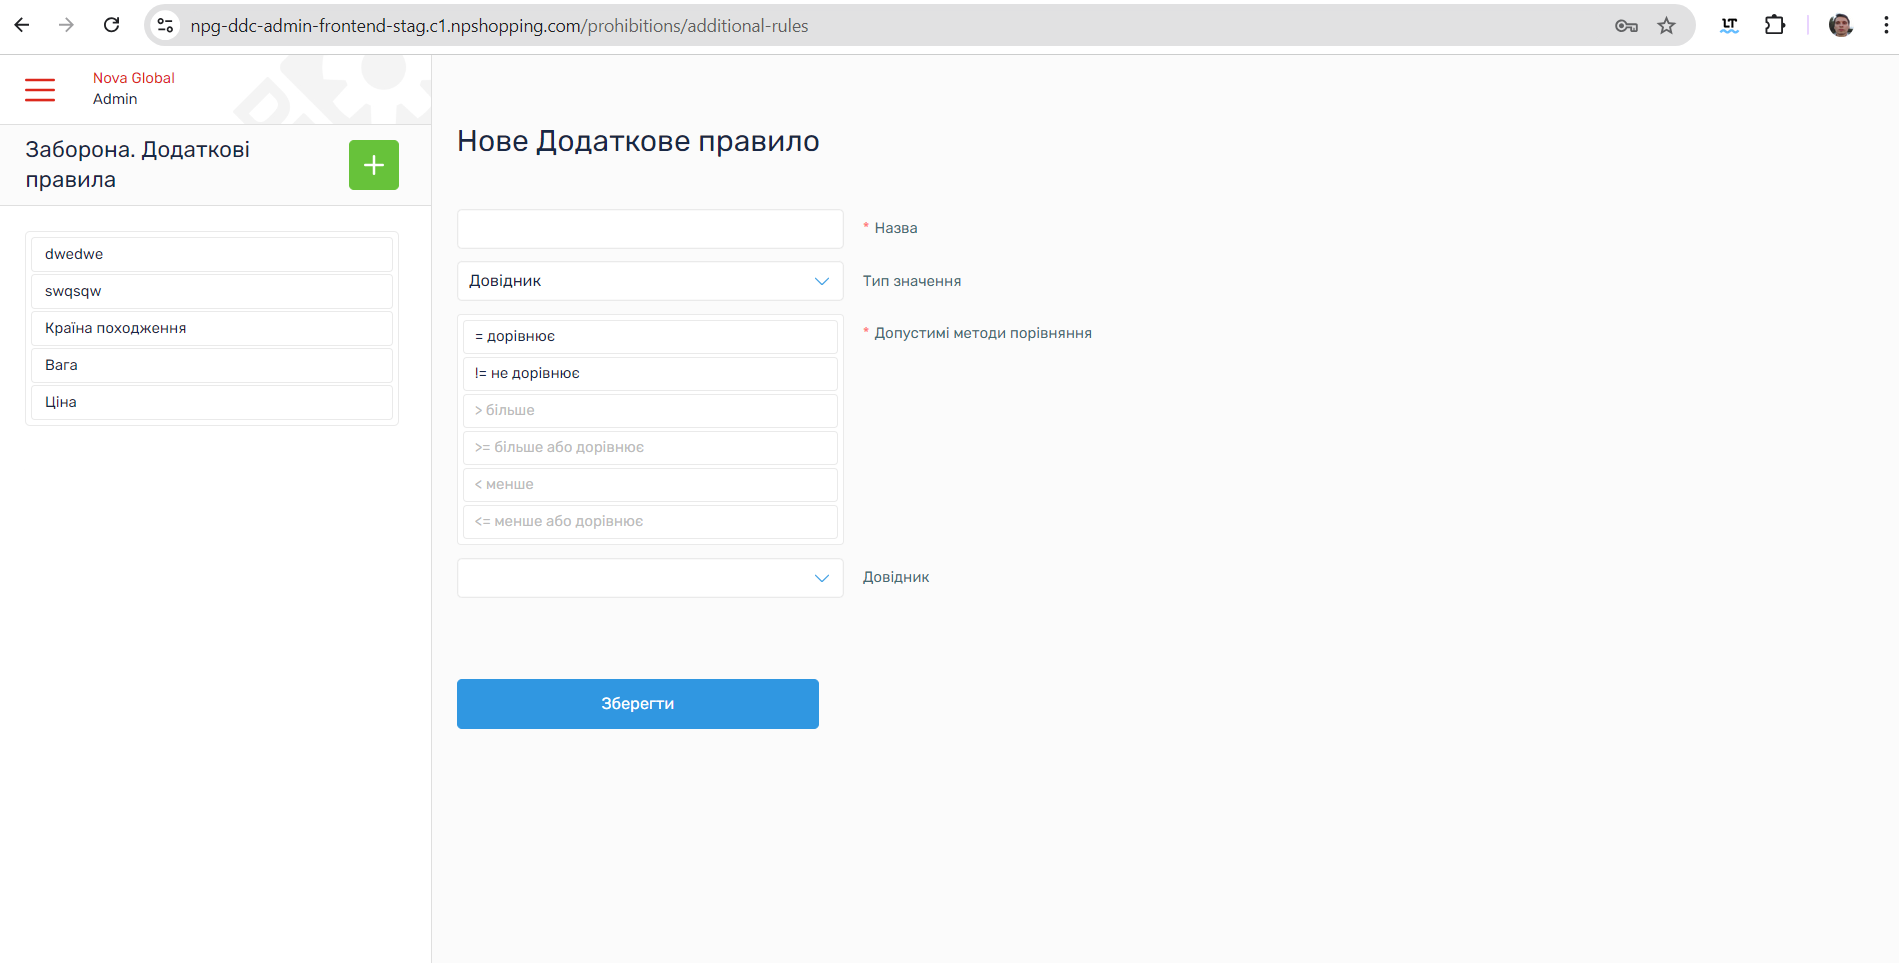 npg-ddc-admin-frontend-stag.c1.npshopping.com/prohibitions/additional-rules
LT
Nova Global
Admin
Заборона. Додаткові
правила
dwedwe
swqsqw
Країна походження
Вага
Ціна
Нове Додаткове правило
* Назва
Довідник
Тип значення
= дорівнює
* Допустимі методи порівняння
!= не дорівнює
> більше
>= більше або дорівнює
< менше
<= менше або дорівнює
Довідник
Зберегти